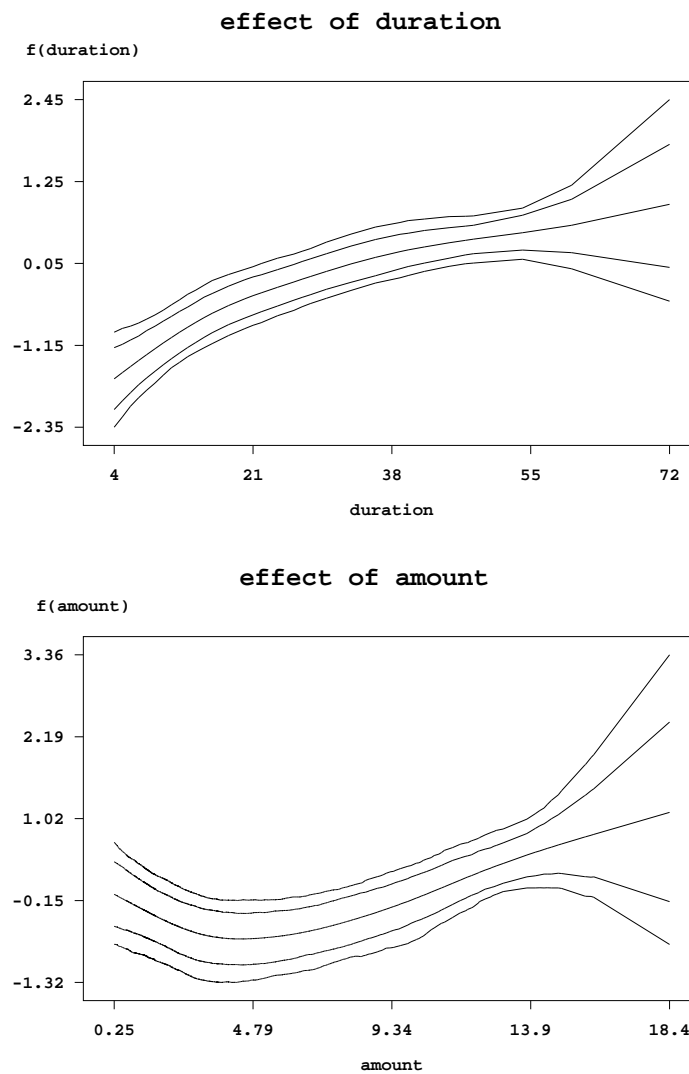 effect of duration
f(duration)
2.45
1.25
0.05
-1.15
-2.35
4 21 38 55 72
duration
effect of amount
f(amount)
3.36
2.19
1.02
-0.15
-1.32
0.25 4.79 9.34 13.9 18.4
amount